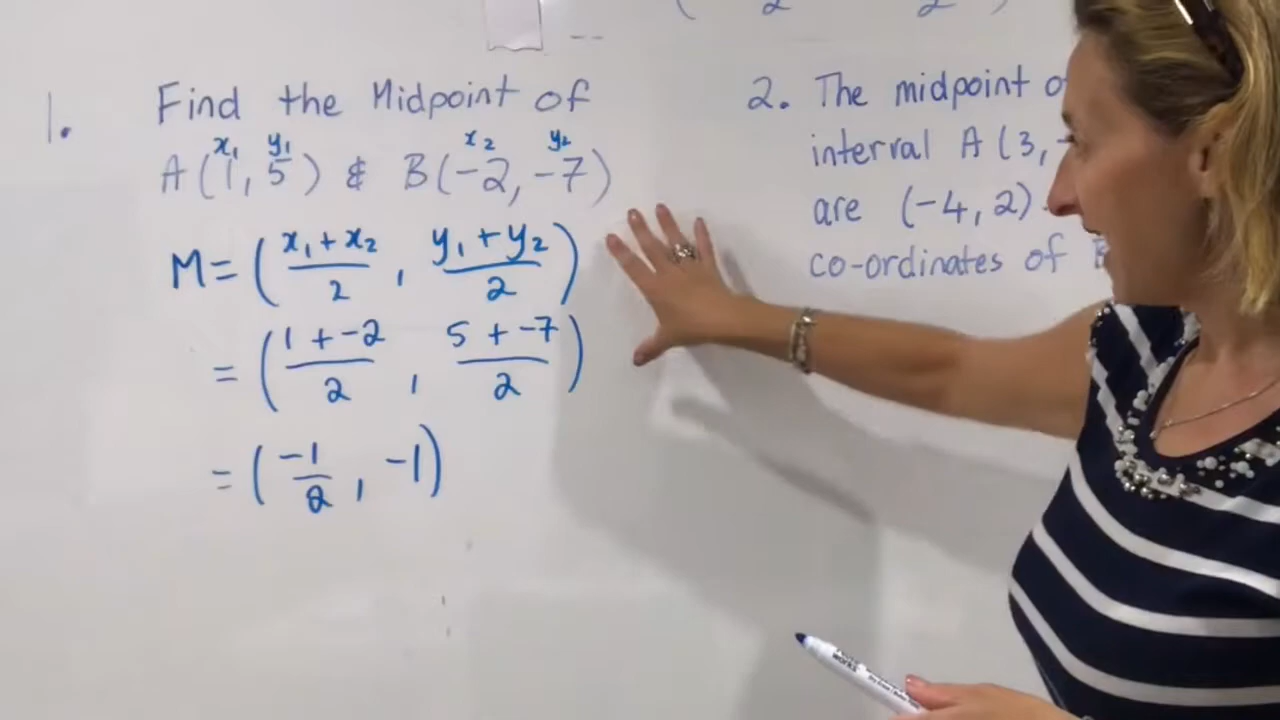 ( 2 2 )
1. Find the Midpoint of
x₁ y₁ x₂ y₂
A(1, 5) & B(-2, -7)
M = (x₁ + x₂ / 2 , y₁ + y₂ / 2)
= (1 + -2 / 2 , 5 + -7 / 2)
= (-1 / 2 , -1)
2. The midpoint
interval A (3,
are (-4, 2).
co-ordinates of B